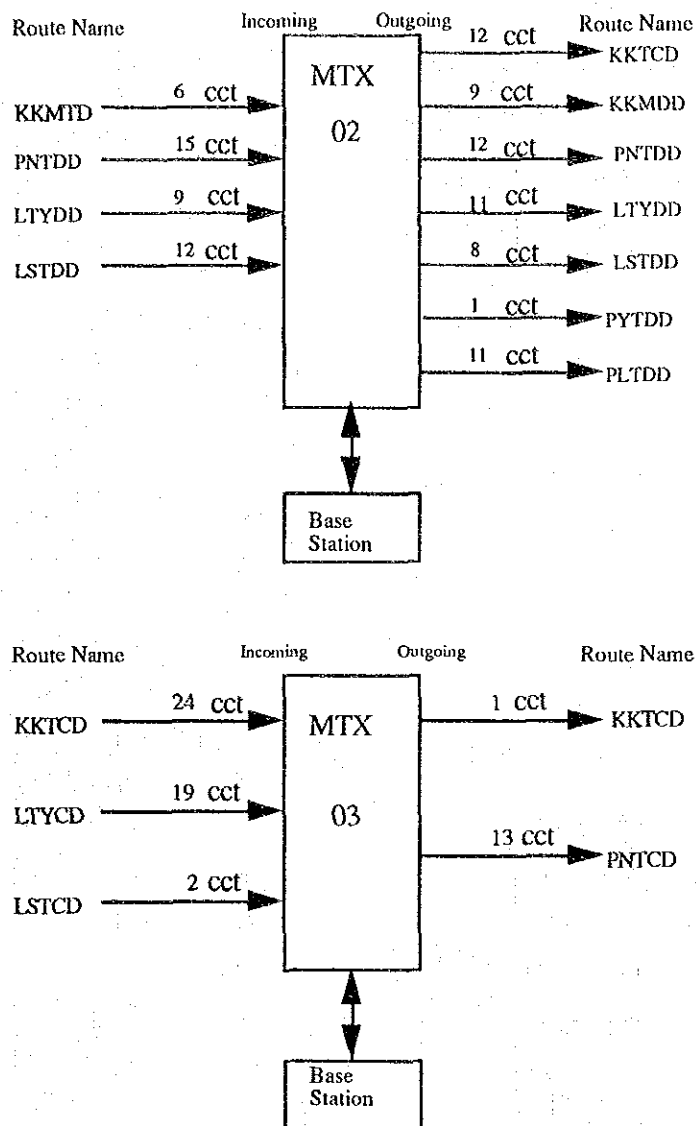 Route Name Incoming Outgoing Route Name
12 cct KKTCD
MTX
KKMTD 6 cct 9 cct KKMDD
02
PNTDD 15 cct 12 cct PNTDD
LTYDD 9 cct 11 cct LTYDD
LSTDD 12 cct 8 cct LSTDD
1 cct PYTDD
11 cct PLTDD
Base
Station
Route Name Incoming Outgoing Route Name
KKTCD 24 cct MTX 1 cct KKTCD
LTYCD 19 cct 03
13 cct PNTCD
LSTCD 2 cct
Base
Station